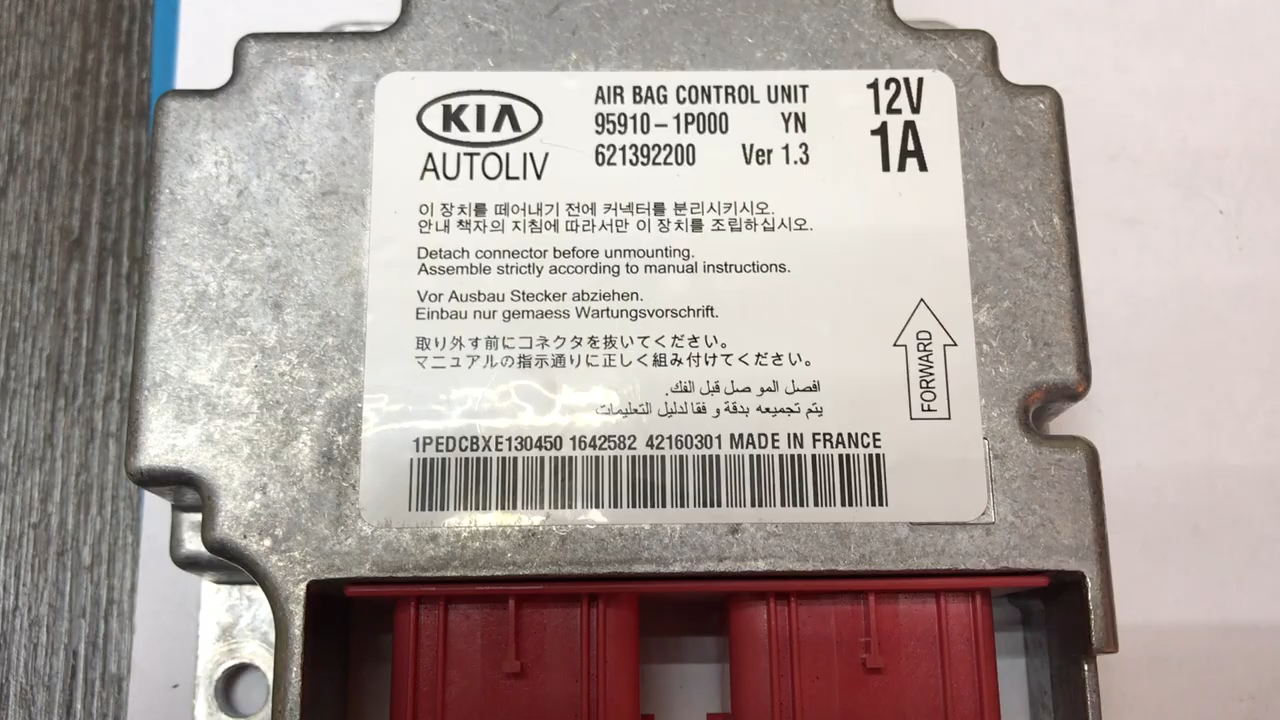 KIA
AUTOLIV
AIR BAG CONTROL UNIT
95910-1P000 YN
621392200 Ver 1.3
12V
1A
이 장치를 떼어내기 전에 커넥터를 분리시키시오.
안내 책자의 지침에 따라서만 이 장치를 조립하십시오.
Detach connector before unmounting.
Assemble strictly according to manual instructions.
Vor Ausbau Stecker abziehen.
Einbau nur gemaess Wartungsvorschrift.
取り外す前にコネクタを抜いてください。
マニュアルの指示通りに正しく組み付けてください。
افصل الموصل قبل الفك.
يتم تجميعه بدقة و فقا لدليل التعليمات
FORWARD
1PEDCBXE130450 1642582 42160301 MADE IN FRANCE